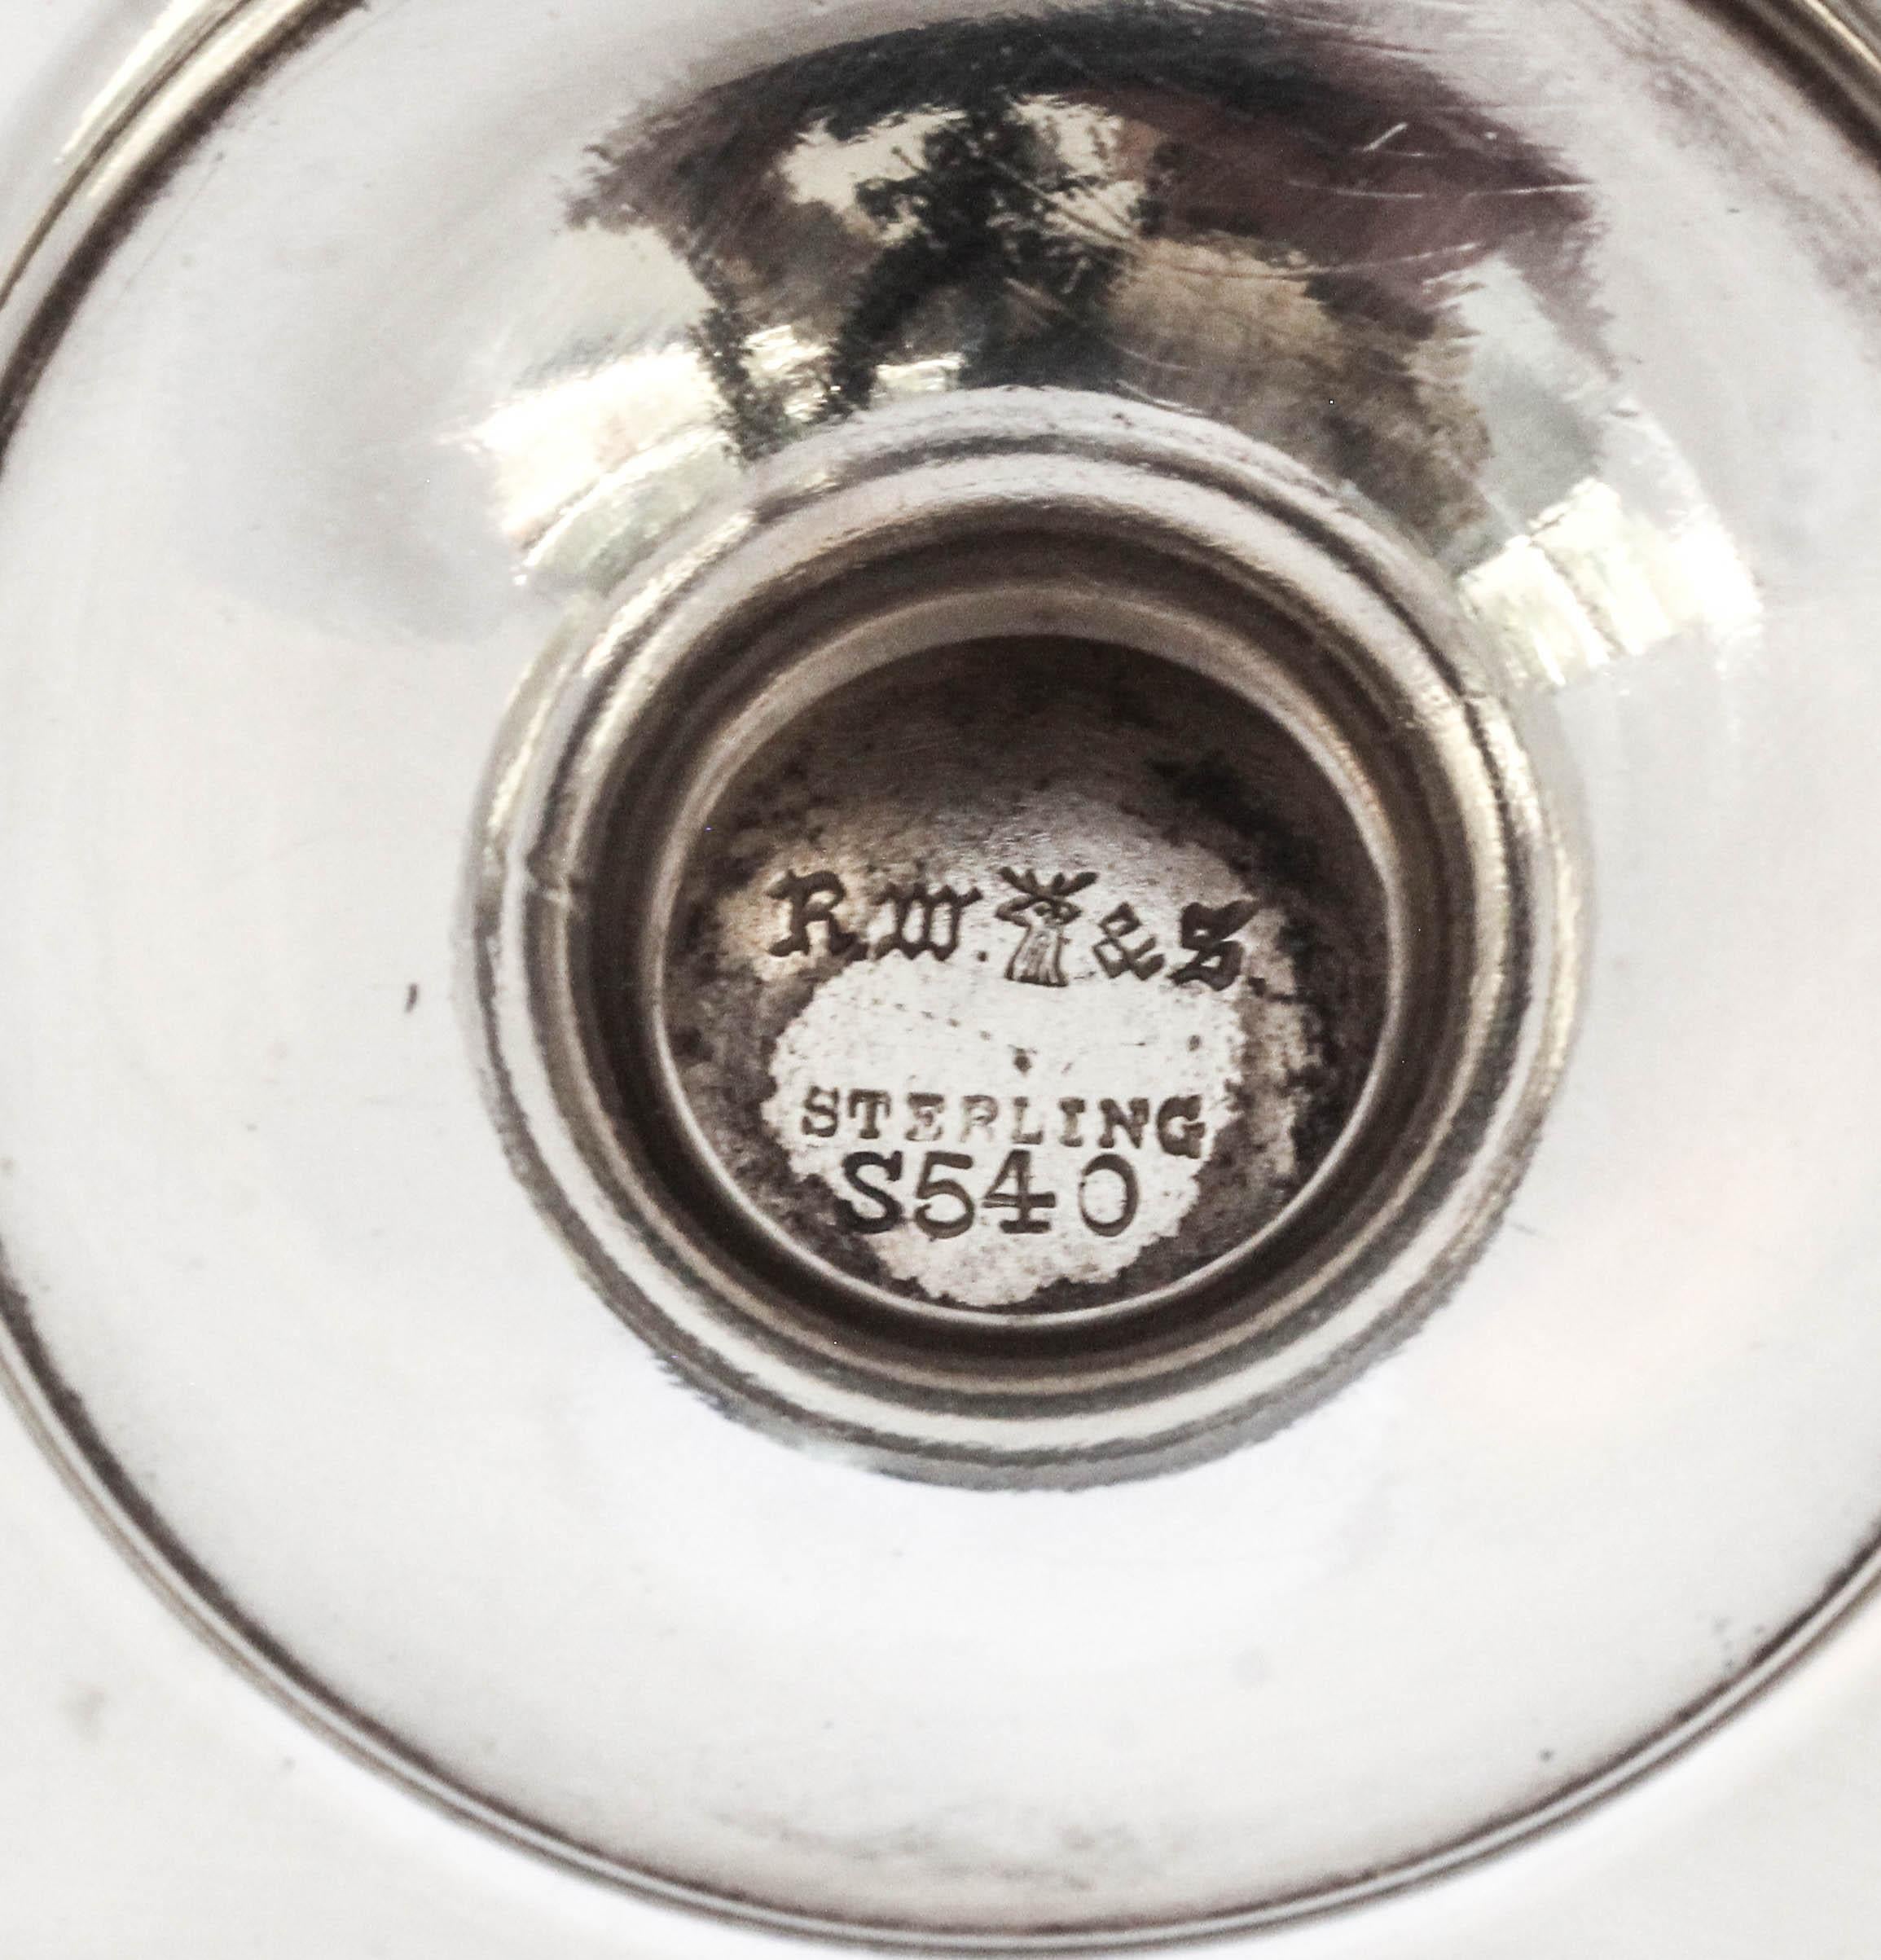 R W. & S.
STERLING
S540